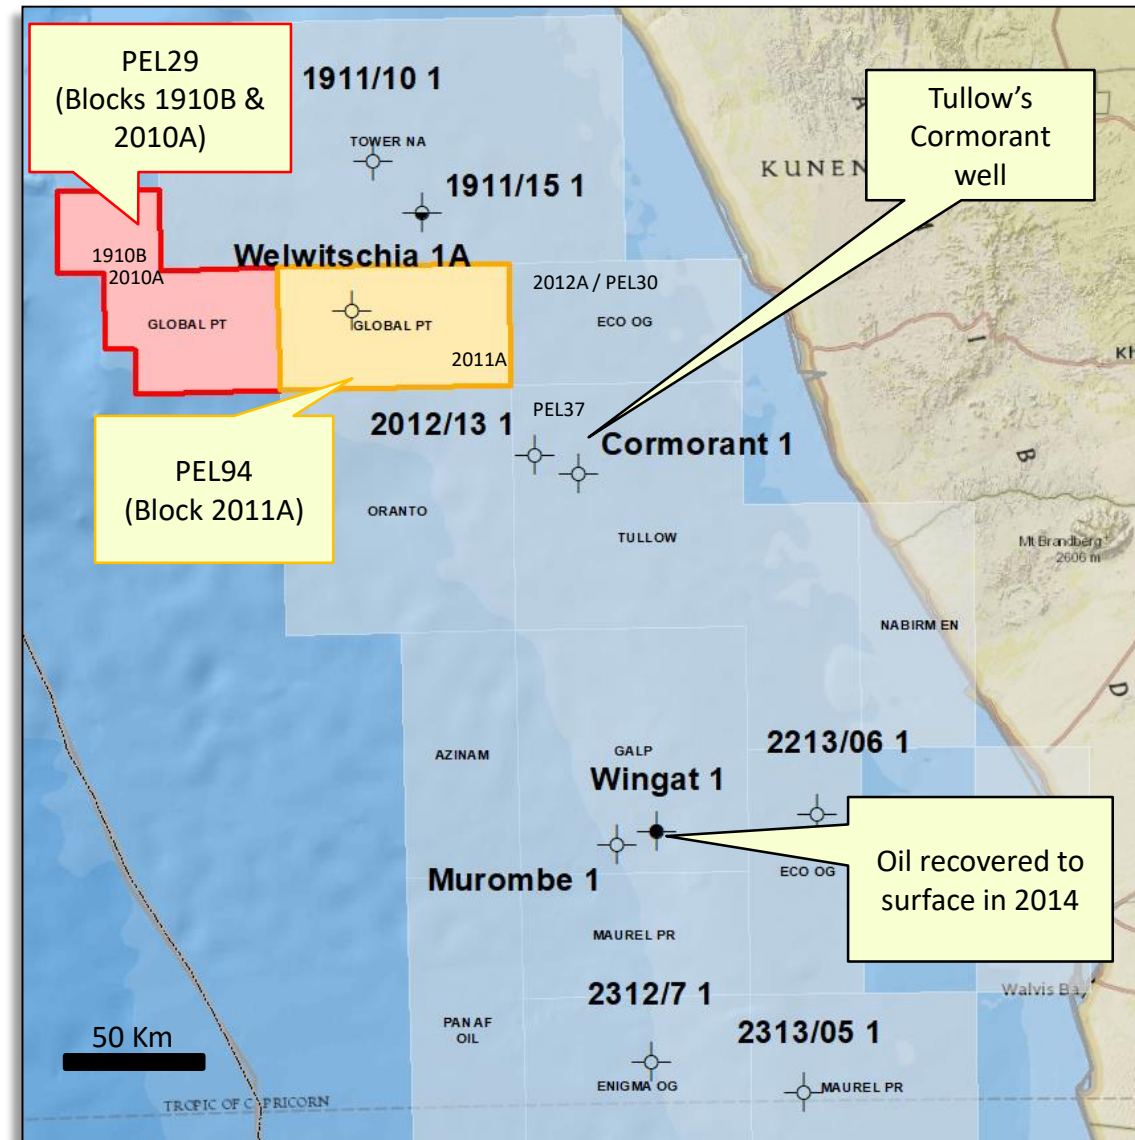 PEL29
(Blocks 1910B &
2010A)
1911/10 1
TOWER NA
1911/15 1
Tullow's
Cormorant
well
KUNEN
A
1910B
2010A
Welwitschia 1A
GLOBAL PT
GLOBAL PT
2011A
2012A / PEL30
ECO OG
I
Kh
PEL94
(Block 2011A)
2012/13 1
PEL37
Cormorant 1
B
ORANTO
TULLOW
Mt Brandberg
2606 m
NABIRM EN
D
AZINAM
GALP
2213/06 1
Wingat 1
Murombe 1
ECO OG
Oil recovered to
surface in 2014
MAUREL PR
2312/7 1
Walvis Bay
PAN AF
OIL
2313/05 1
50 Km
ENIGMA OG
MAUREL PR
TROPIC OF CAPRICORN